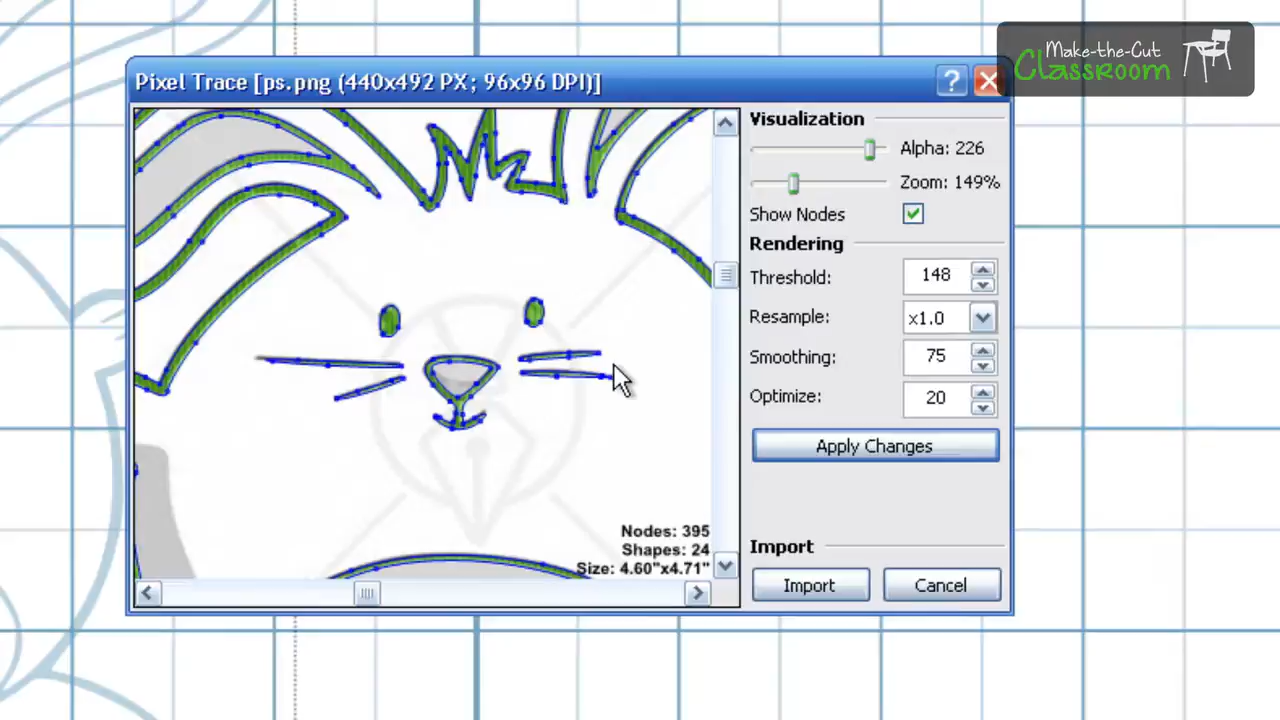 Make-the-Cut
Classroom
Pixel Trace [ps.png (440x492 PX; 96x96 DPI)]
?
Visualization
Alpha: 226
Zoom: 149%
Show Nodes
Rendering
Threshold: 148
Resample: x1.0
Smoothing: 75
Optimize: 20
Apply Changes
Nodes: 395
Shapes: 24
Size: 4.60"x4.71"
Import
Import Cancel